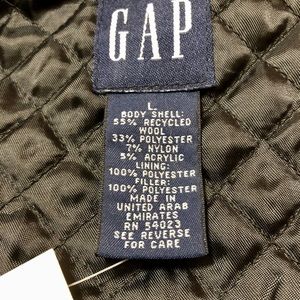 GAP
L
BODY SHELL:
55% RECYCLED
WOOL
33% POLYESTER
7% NYLON
5% ACRYLIC
LINING:
100% POLYESTER
FILLER:
100% POLYESTER
MADE IN
UNITED ARAB
EMIRATES
RN 54023
SEE REVERSE
FOR CARE